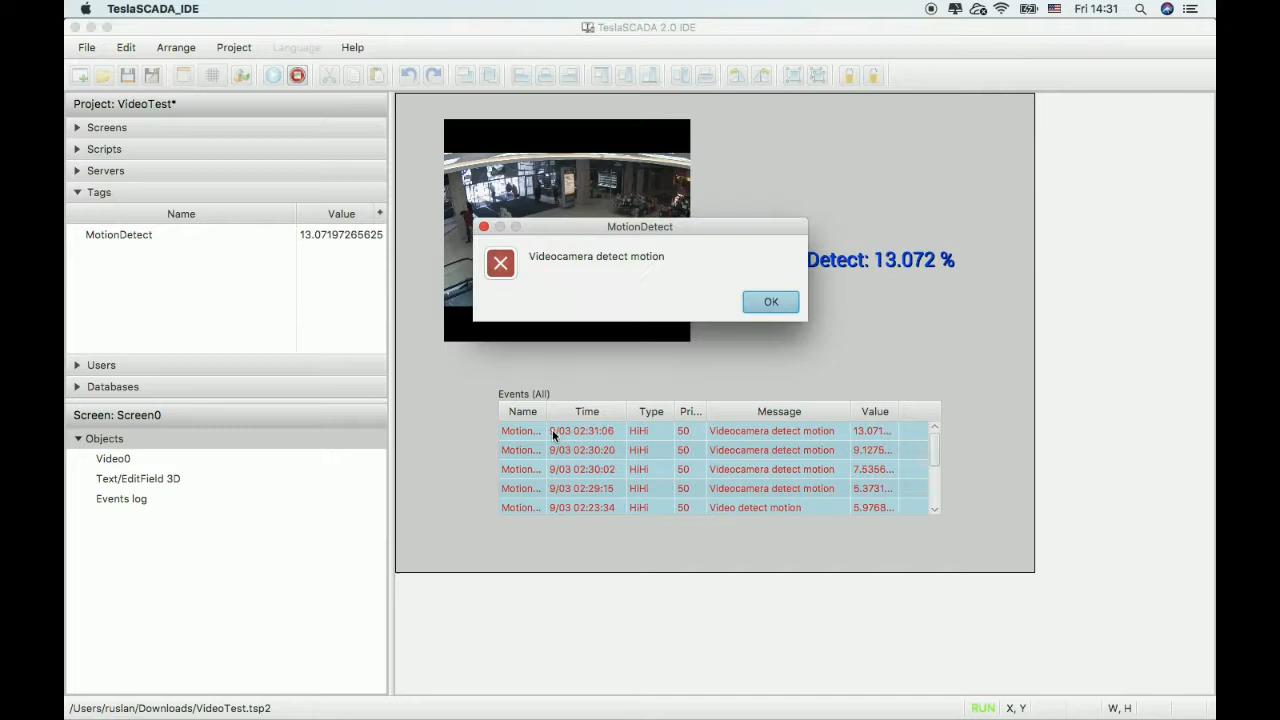 TeslaSCADA_IDE
Fri 14:31
TeslaSCADA 2.0 IDE
File Edit Arrange Project Language Help
Project: VideoTest*
Screens
Scripts
Servers
Tags
Name Value +
MotionDetect 13.07197265625
Users
Databases
Screen: Screen0
Objects
Video0
Text/EditField 3D
Events log
MotionDetect
Videocamera detect motion
OK
Detect: 13.072 %
Events (All)
Name Time Type Pri... Message Value
Motion... 9/03 02:31:06 HiHi 50 Videocamera detect motion 13.071...
Motion... 9/03 02:30:20 HiHi 50 Videocamera detect motion 9.1275...
Motion... 9/03 02:30:02 HiHi 50 Videocamera detect motion 7.5356...
Motion... 9/03 02:29:15 HiHi 50 Videocamera detect motion 5.3731...
Motion... 9/03 02:23:34 HiHi 50 Video detect motion 5.9768...
/Users/ruslan/Downloads/VideoTest.tsp2
RUN X, Y W, H